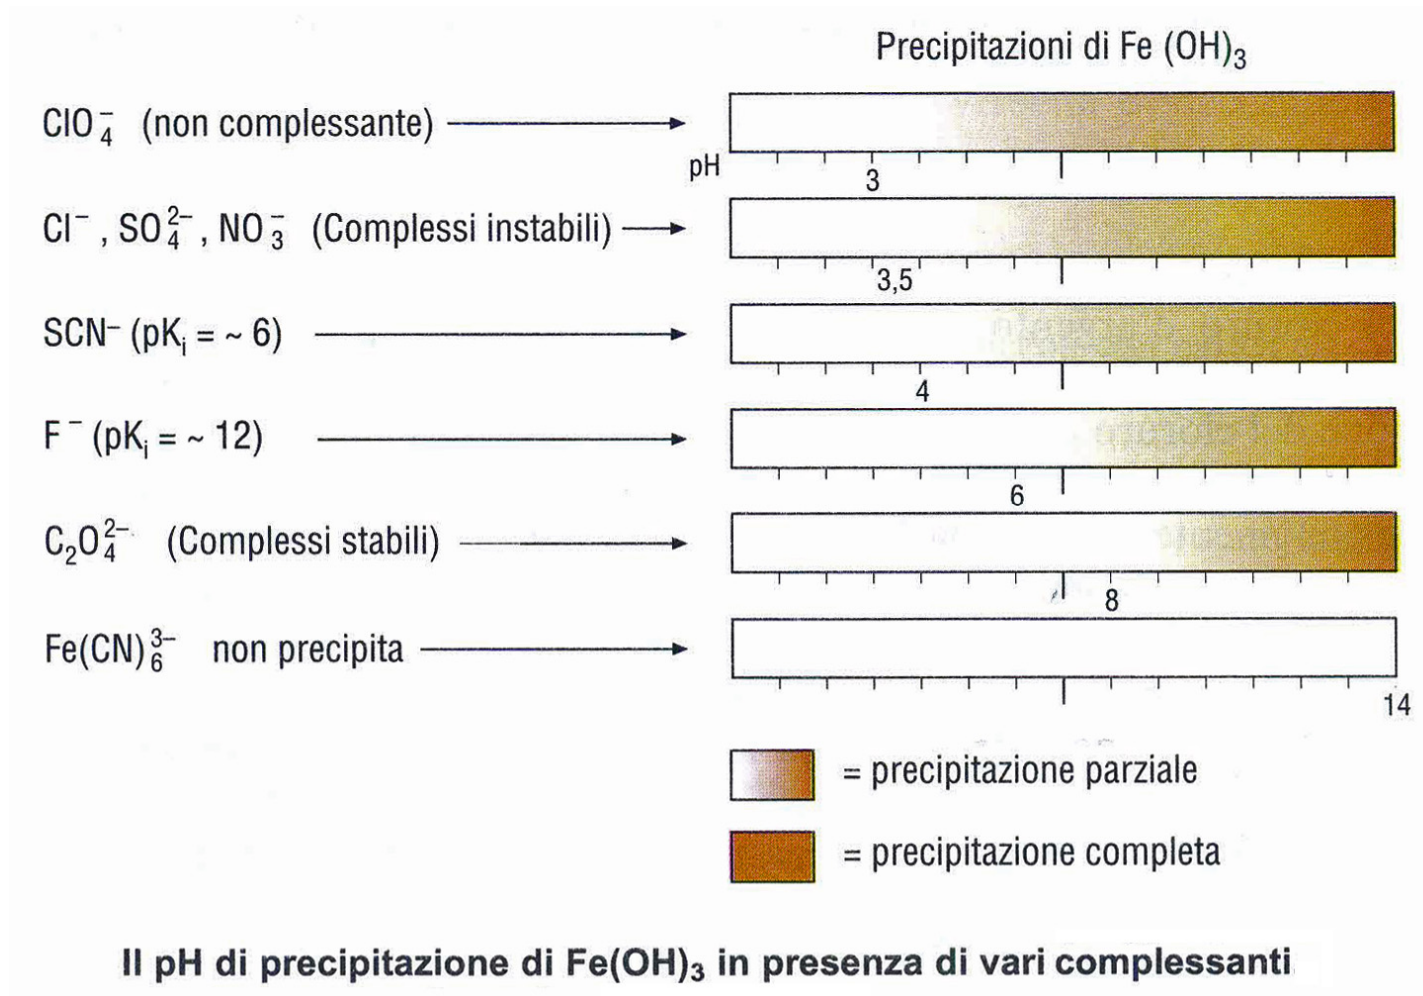 Precipitazioni di Fe (OH)₃
ClO₄⁻ (non complessante)
pH
3
Cl⁻ , SO₄²⁻ , NO₃⁻ (Complessi instabili)
3,5
SCN⁻ (pKᵢ = ~ 6)
4
F⁻ (pKᵢ = ~ 12)
6
C₂O₄²⁻ (Complessi stabili)
8
Fe(CN)₆³⁻ non precipita
14
= precipitazione parziale
= precipitazione completa
Il pH di precipitazione di Fe(OH)₃ in presenza di vari complessanti